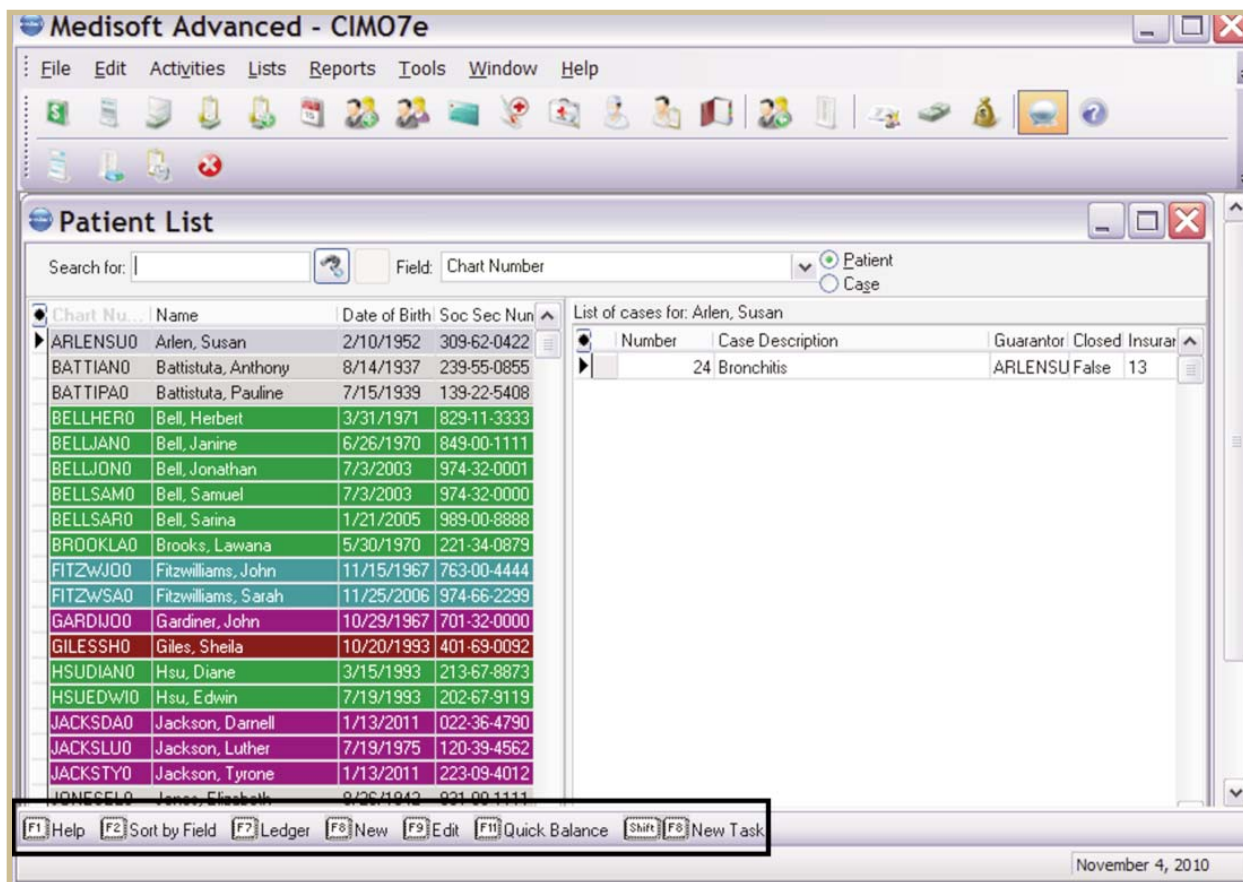 Medisoft Advanced - CIMO7e
File Edit Activities Lists Reports Tools Window Help
Patient List
Search for: Field: Chart Number Patient
Case
List of cases for: Arlen, Susan
Chart Nu... Name Date of Birth Soc Sec Nun
Number Case Description Guarantor Closed Insurar
ARLENSU0 Arlen, Susan 2/10/1952 309-62-0422
24 Bronchitis ARLENSU False 13
BATTIAN0 Battistuta, Anthony 8/14/1937 239-55-0855
BATTIPA0 Battistuta, Pauline 7/15/1939 139-22-5408
BELLHER0 Bell, Herbert 3/31/1971 829-11-3333
BELLJAN0 Bell, Janine 6/26/1970 849-00-1111
BELLJON0 Bell, Jonathan 7/3/2003 974-32-0001
BELLSAM0 Bell, Samuel 7/3/2003 974-32-0000
BELLSAR0 Bell, Sarina 1/21/2005 989-00-8888
BROOKLA0 Brooks, Lawana 5/30/1970 221-34-0879
FITZWJO0 Fitzwilliams, John 11/15/1967 763-00-4444
FITZWSA0 Fitzwilliams, Sarah 11/25/2006 974-66-2299
GARDIJO0 Gardiner, John 10/29/1967 701-32-0000
GILESSH0 Giles, Sheila 10/20/1993 401-69-0092
HSUDIAN0 Hsu, Diane 3/15/1993 213-67-8873
HSUEDWI0 Hsu, Edwin 7/19/1993 202-67-9119
JACKSDA0 Jackson, Darnell 1/13/2011 022-36-4790
JACKSLU0 Jackson, Luther 7/19/1975 120-39-4562
JACKSTY0 Jackson, Tyrone 1/13/2011 223-09-4012
JONESEL0 Jones, Elizabeth
F1 Help F2 Sort by Field F7 Ledger F8 New F9 Edit F11 Quick Balance Shift F8 New Task
November 4, 2010